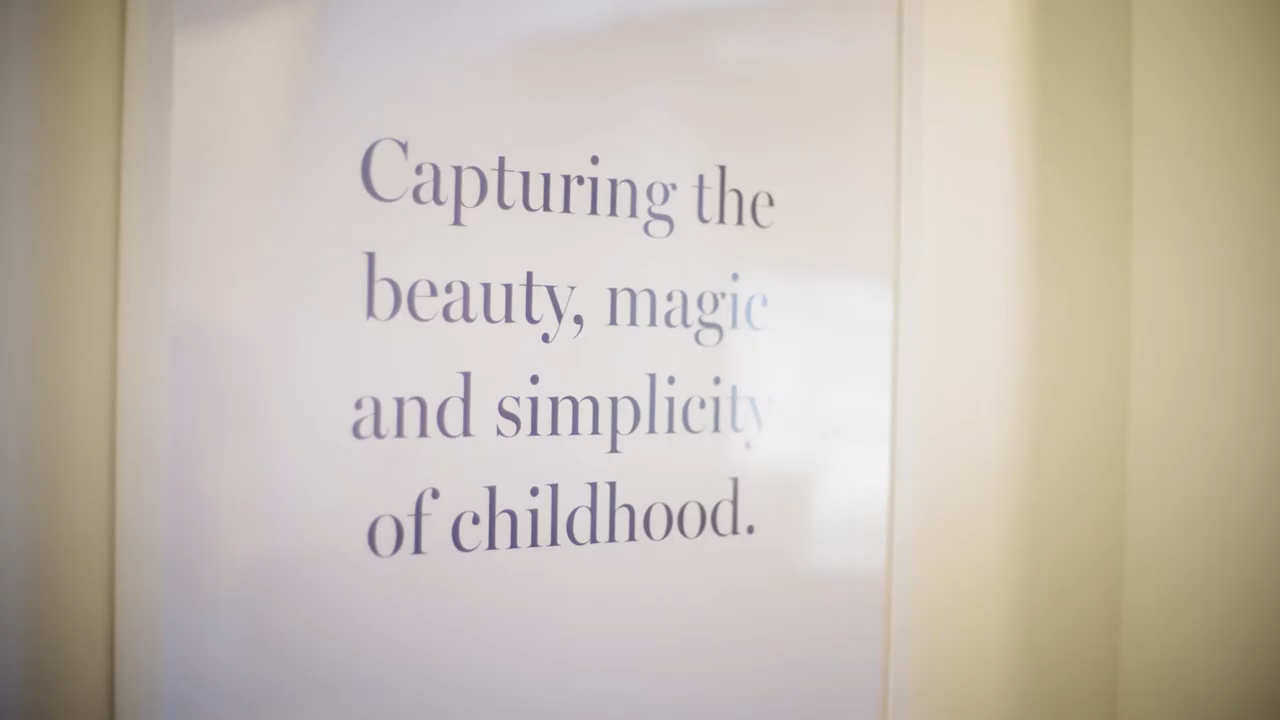 Capturing the
beauty, magic
and simplicity
of childhood.